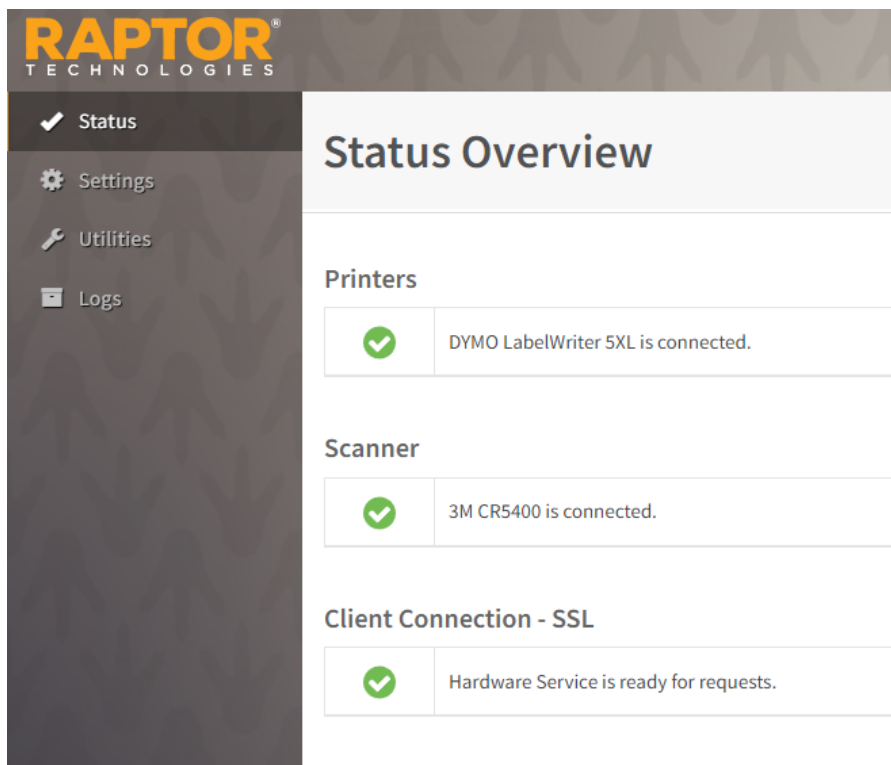 RAPTOR®
TECHNOLOGIES
Status
Settings
Utilities
Logs
Status Overview
Printers
DYMO LabelWriter 5XL is connected.
Scanner
3M CR5400 is connected.
Client Connection - SSL
Hardware Service is ready for requests.